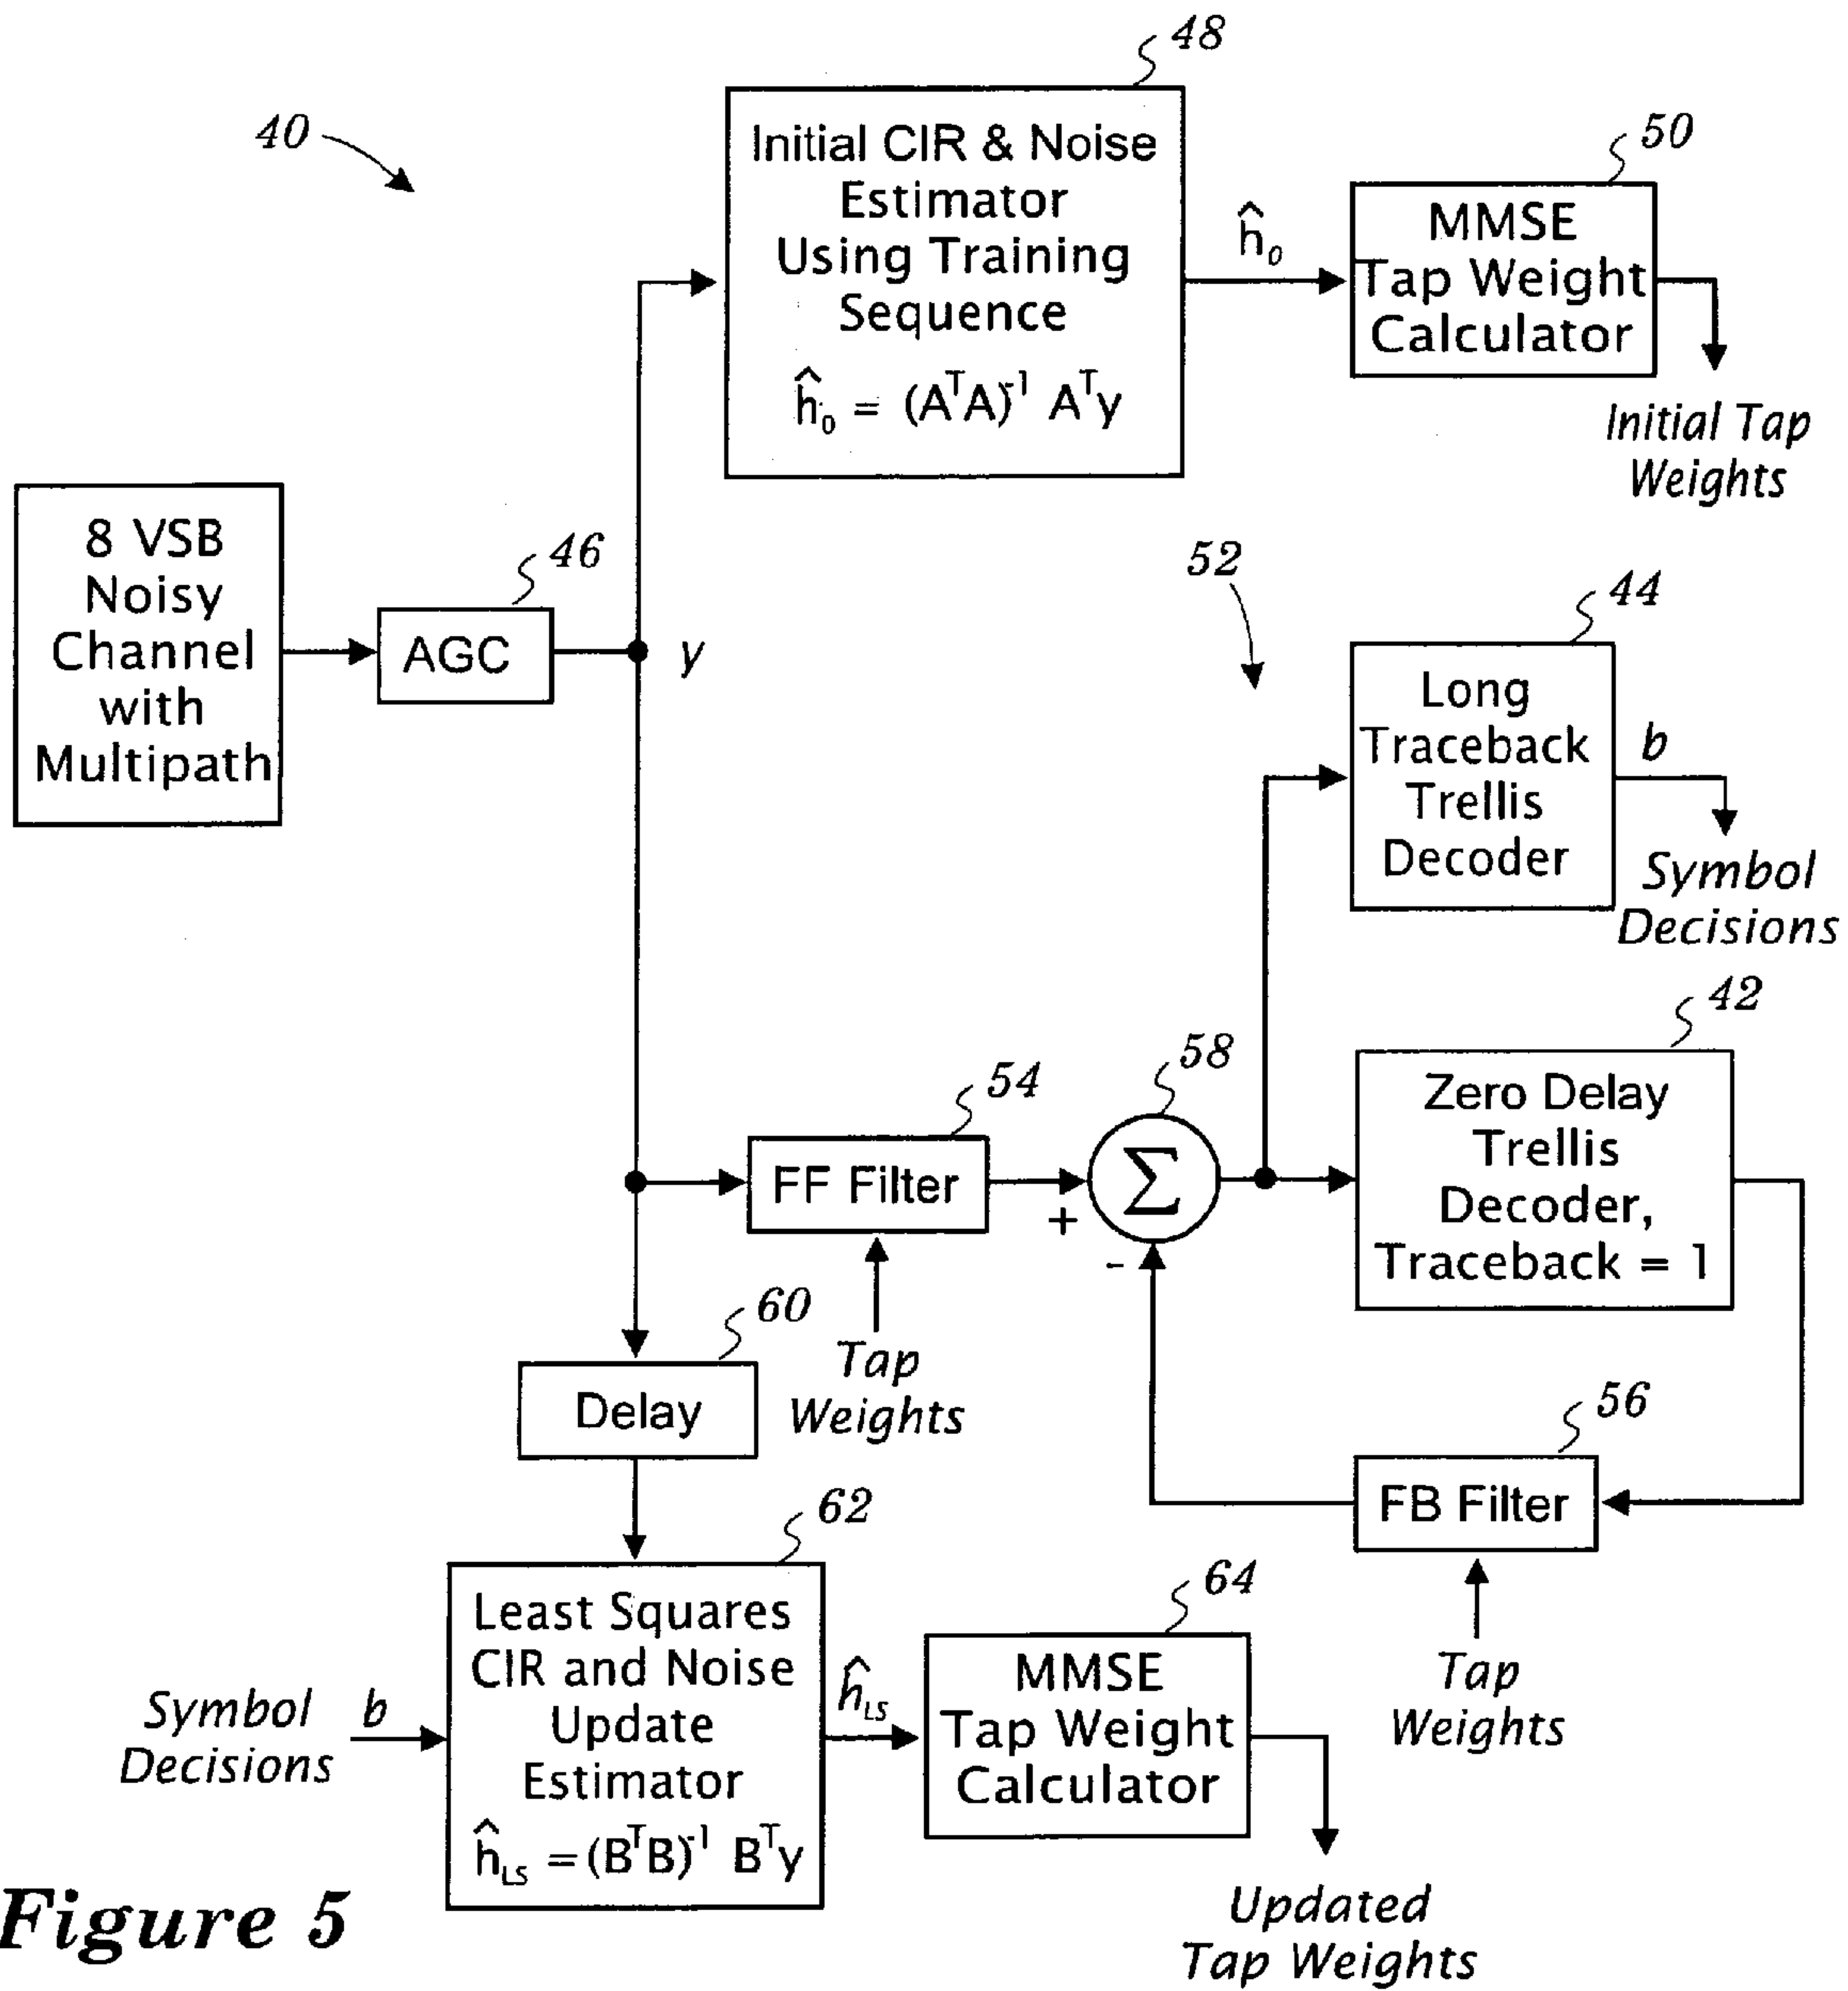 48
40
Initial CIR & Noise
Estimator
Using Training
Sequence
ĥ₀ = (AᵀA)⁻¹ Aᵀy
ĥ₀
50
MMSE
Tap Weight
Calculator
Initial Tap
Weights
8 VSB
Noisy
Channel
with
Multipath
46
AGC
y
52
44
Long
Traceback
Trellis
Decoder
b
Symbol
Decisions
42
Zero Delay
Trellis
Decoder,
Traceback = 1
58
Σ
+
-
54
FF Filter
Tap
Weights
60
Delay
56
FB Filter
Tap
Weights
62
Least Squares
CIR and Noise
Update
Estimator
ĥLS = (BᵀB)⁻¹ Bᵀy
Symbol
Decisions
b
ĥLS
64
MMSE
Tap Weight
Calculator
Updated
Tap Weights
Figure 5